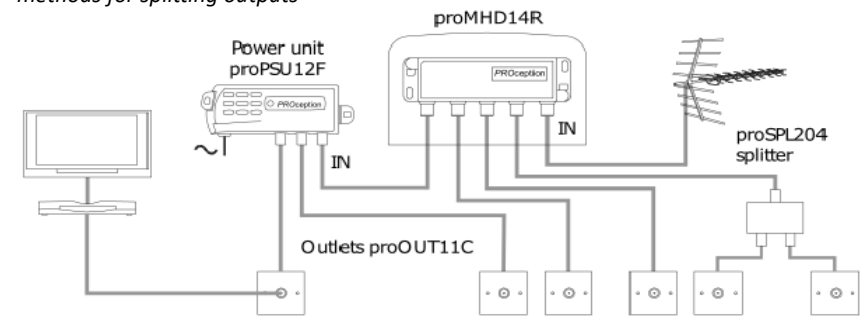 methods for splitting outputs
proMHD14R
Power unit
proPSU12F
PROception
PROception
IN
IN
proSPL204
splitter
Outlets proOUT11C